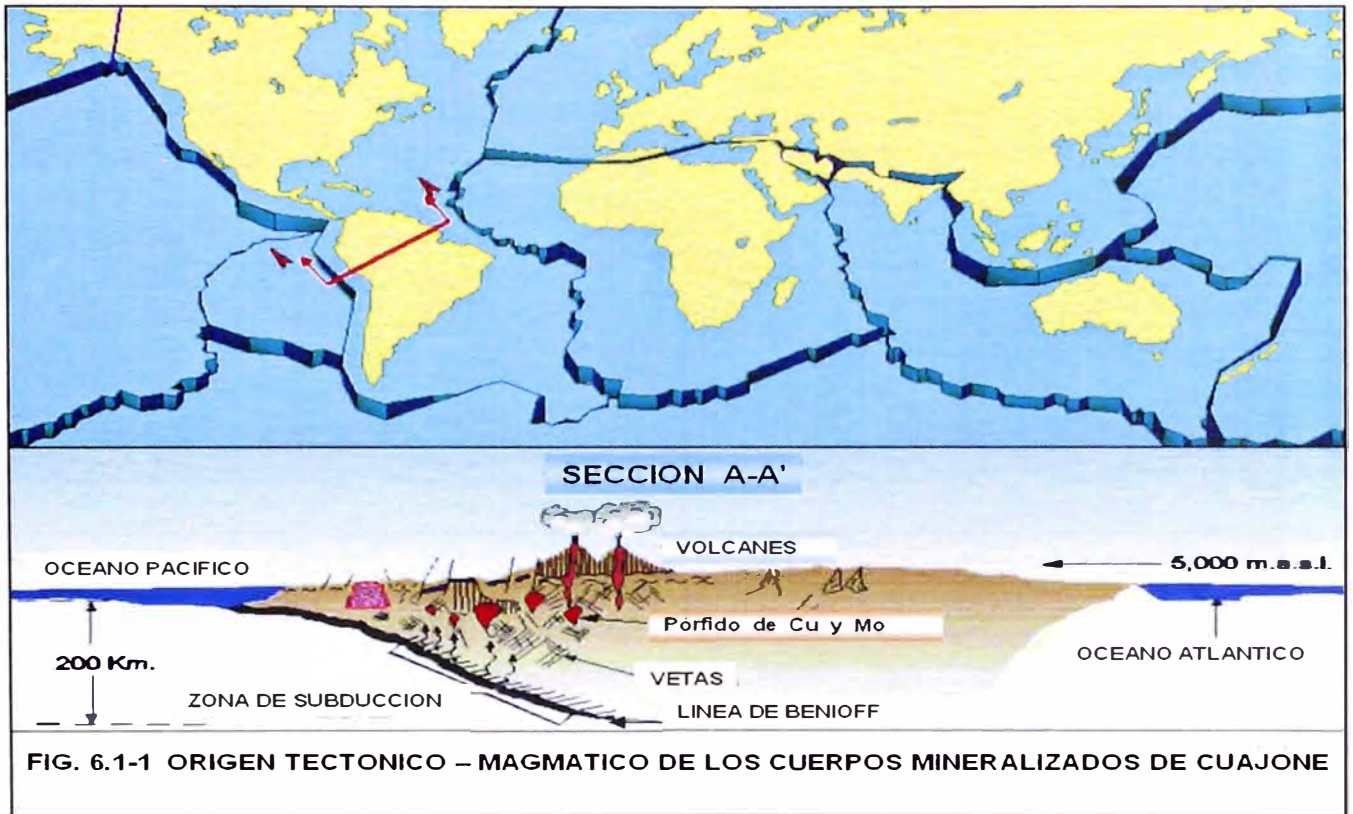 SECCION A-A'
VOLCANES
OCEANO PACIFICO
5,000 m.a.s.l.
Pórfido de Cu y Mo
OCEANO ATLANTICO
200 Km.
VETAS
ZONA DE SUBDUCCION
LINEA DE BENIOFF
FIG. 6.1-1 ORIGEN TECTONICO – MAGMATICO DE LOS CUERPOS MINERALIZADOS DE CUAJONE